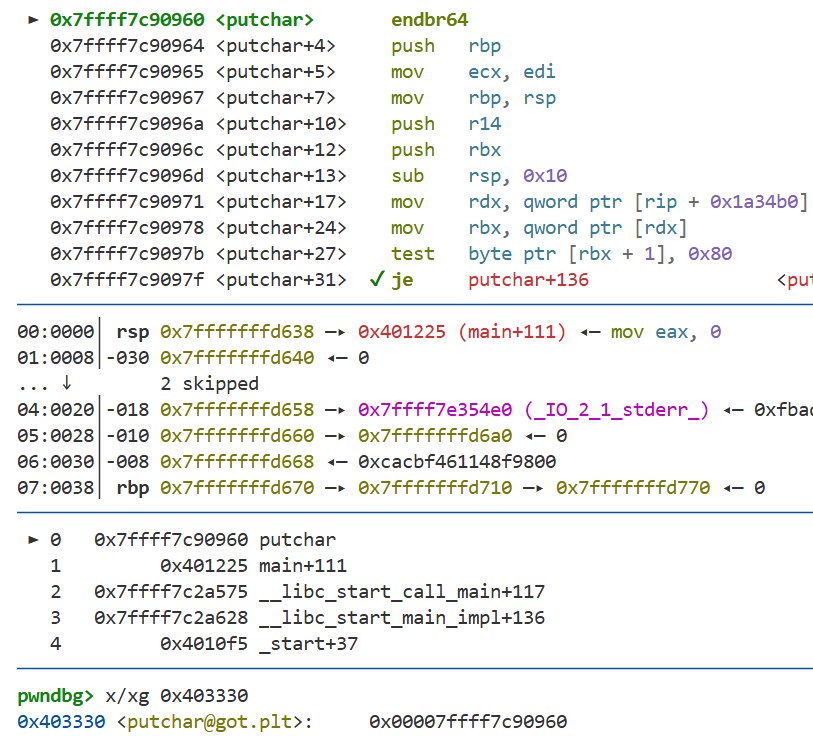 ► 0x7ffff7c90960 <putchar> endbr64
0x7ffff7c90964 <putchar+4> push rbp
0x7ffff7c90965 <putchar+5> mov ecx, edi
0x7ffff7c90967 <putchar+7> mov rbp, rsp
0x7ffff7c9096a <putchar+10> push r14
0x7ffff7c9096c <putchar+12> push rbx
0x7ffff7c9096d <putchar+13> sub rsp, 0x10
0x7ffff7c90971 <putchar+17> mov rdx, qword ptr [rip + 0x1a34b0]
0x7ffff7c90978 <putchar+24> mov rbx, qword ptr [rdx]
0x7ffff7c9097b <putchar+27> test byte ptr [rbx + 1], 0x80
0x7ffff7c9097f <putchar+31> ✔ je putchar+136 <put
00:0000│ rsp 0x7fffffffd638 —▸ 0x401225 (main+111) ◂— mov eax, 0
01:0008│-030 0x7fffffffd640 ◂— 0
... ↓ 2 skipped
04:0020│-018 0x7fffffffd658 —▸ 0x7ffff7e354e0 (_IO_2_1_stderr_) ◂— 0xfbad
05:0028│-010 0x7fffffffd660 —▸ 0x7fffffffd6a0 ◂— 0
06:0030│-008 0x7fffffffd668 ◂— 0xcacbf461148f9800
07:0038│ rbp 0x7fffffffd670 —▸ 0x7fffffffd710 —▸ 0x7fffffffd770 ◂— 0
► 0 0x7ffff7c90960 putchar
1 0x401225 main+111
2 0x7ffff7c2a575 __libc_start_call_main+117
3 0x7ffff7c2a628 __libc_start_main_impl+136
4 0x4010f5 _start+37
pwndbg> x/xg 0x403330
0x403330 <putchar@got.plt>: 0x00007ffff7c90960